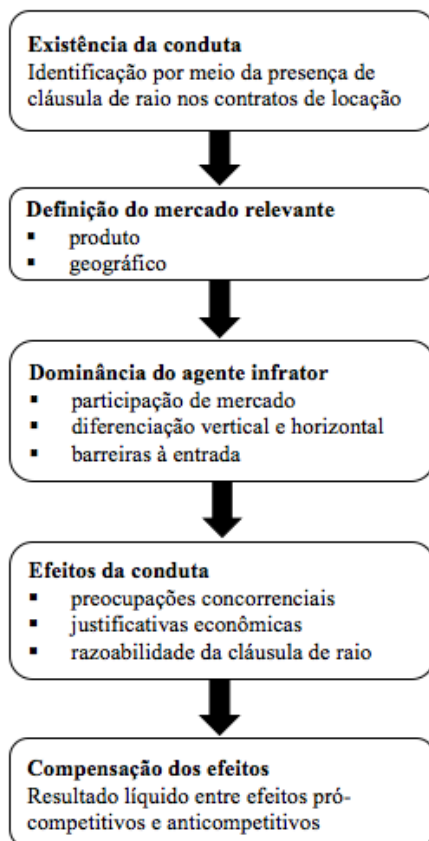 Existência da conduta
Identificação por meio da presença de
cláusula de raio nos contratos de locação
Definição do mercado relevante
▪ produto
▪ geográfico
Dominância do agente infrator
▪ participação de mercado
▪ diferenciação vertical e horizontal
▪ barreiras à entrada
Efeitos da conduta
▪ preocupações concorrenciais
▪ justificativas econômicas
▪ razoabilidade da cláusula de raio
Compensação dos efeitos
Resultado líquido entre efeitos pró-
competitivos e anticompetitivos